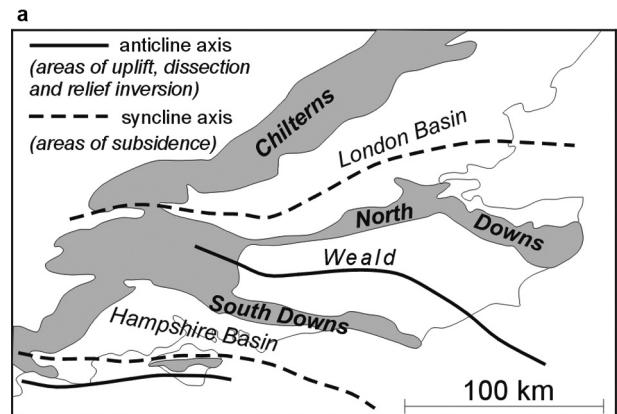 a
anticline axis
(areas of uplift, dissection
and relief inversion)
syncline axis
(areas of subsidence)
Chilterns
London Basin
North
Downs
Weald
South Downs
Hampshire Basin
100 km